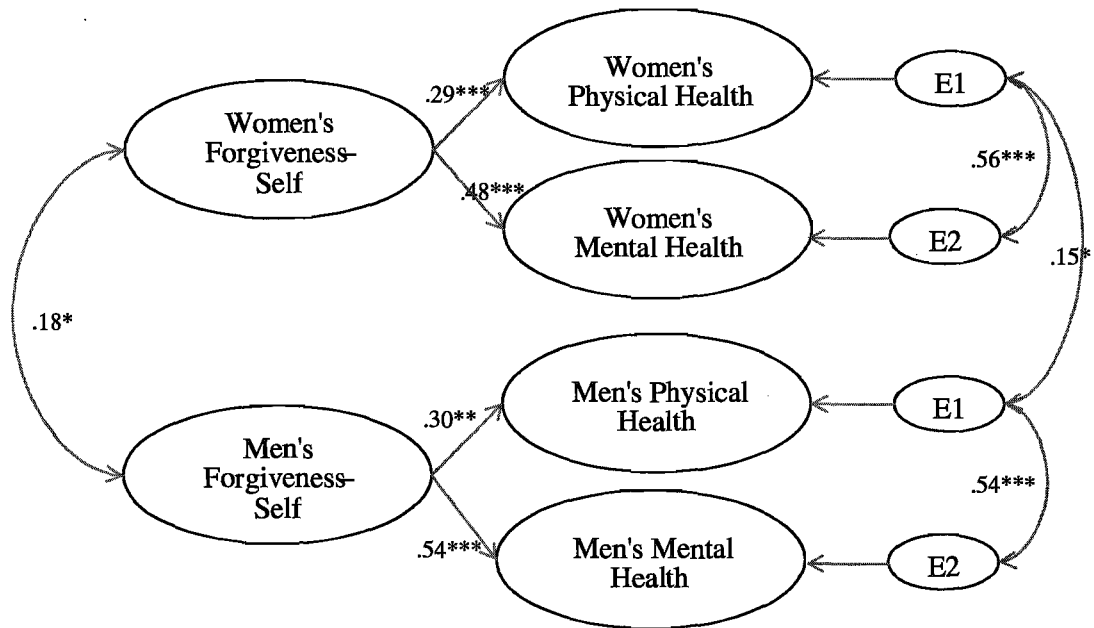 Women's
Physical Health
E1
.29***
Women's
Forgiveness–
Self
.56***
.48***
Women's
Mental Health
E2
.15*
.18*
Men's Physical
Health
E1
.30**
Men's
Forgiveness–
Self
.54***
.54***
Men's Mental
Health
E2